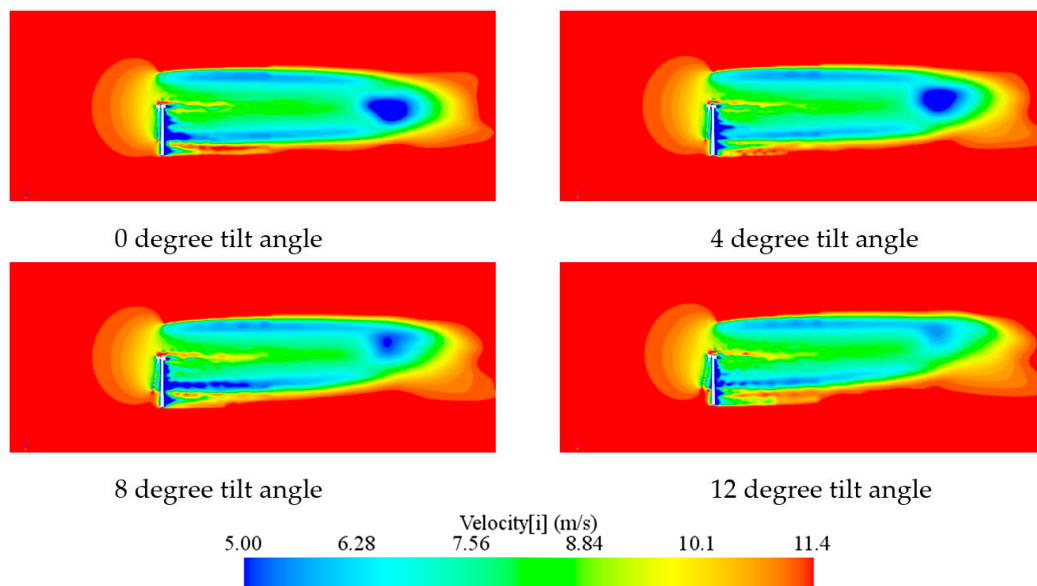 0 degree tilt angle
4 degree tilt angle
8 degree tilt angle
12 degree tilt angle
Velocity[i] (m/s)
5.00 6.28 7.56 8.84 10.1 11.4